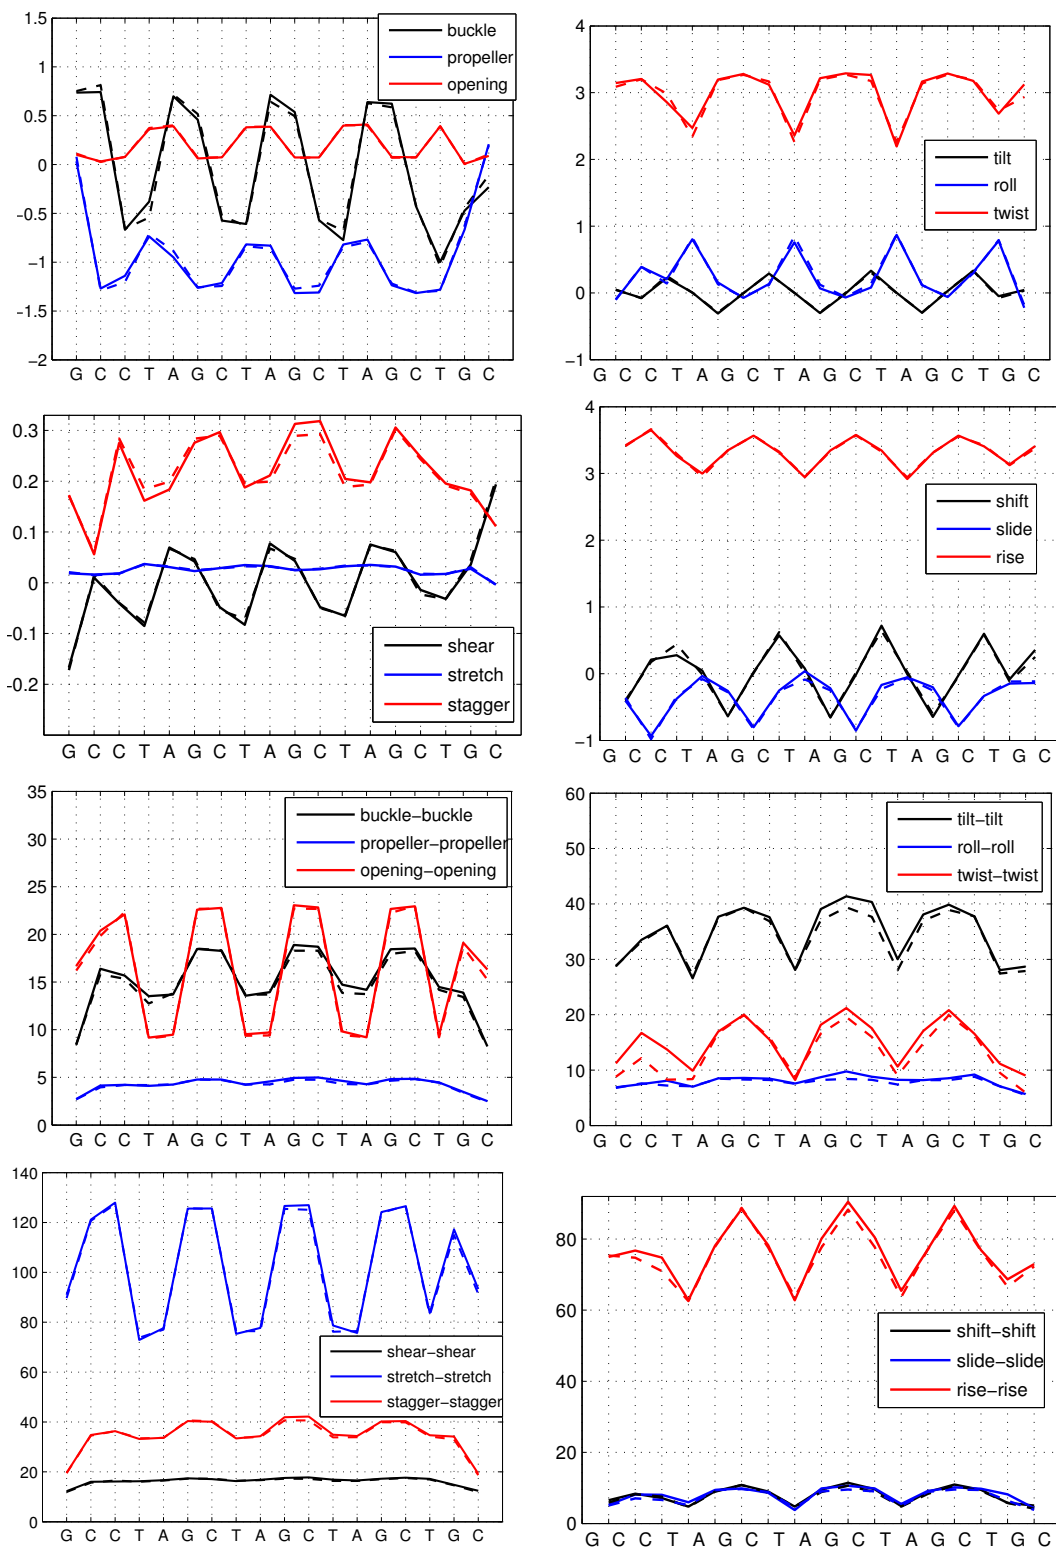 1.5
1
0.5
0
−0.5
−1
−1.5
−2
buckle
propeller
opening
G C C T A G C T A G C T A G C T G C
4
3
2
1
0
−1
tilt
roll
twist
G C C T A G C T A G C T A G C T G C
0.3
0.2
0.1
0
-0.1
-0.2
shear
stretch
stagger
G C C T A G C T A G C T A G C T G C
4
3
2
1
0
−1
shift
slide
rise
G C C T A G C T A G C T A G C T G C
35
30
25
20
15
10
5
0
buckle−buckle
propeller−propeller
opening−opening
G C C T A G C T A G C T A G C T G C
60
50
40
30
20
10
0
tilt−tilt
roll−roll
twist−twist
G C C T A G C T A G C T A G C T G C
140
120
100
80
60
40
20
0
shear−shear
stretch−stretch
stagger−stagger
G C C T A G C T A G C T A G C T G C
80
60
40
20
0
shift−shift
slide−slide
rise−rise
G C C T A G C T A G C T A G C T G C